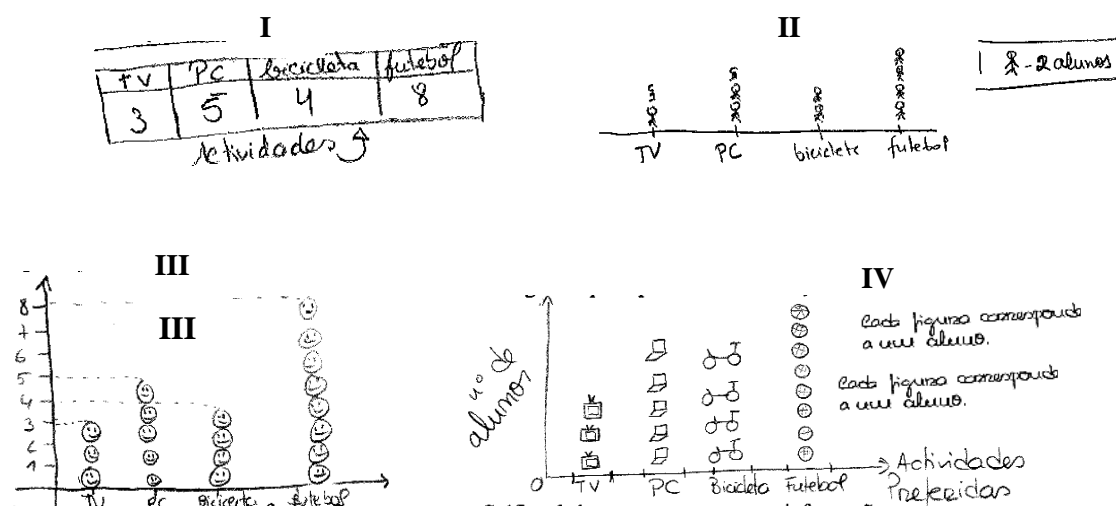 I
TV PC bicicleta futebol
3 5 4 8
Actividades
II
- 2 alunos
TV PC biciclete futebol
III
III
8
7
6
5
4
3
2
1
TV PC futebol
IV
nº de alunos
Cada figura corresponde
a um aluno.
Cada figura corresponde
a um aluno.
0 TV PC Bicicleta Futebol
Actividades
Preferidas